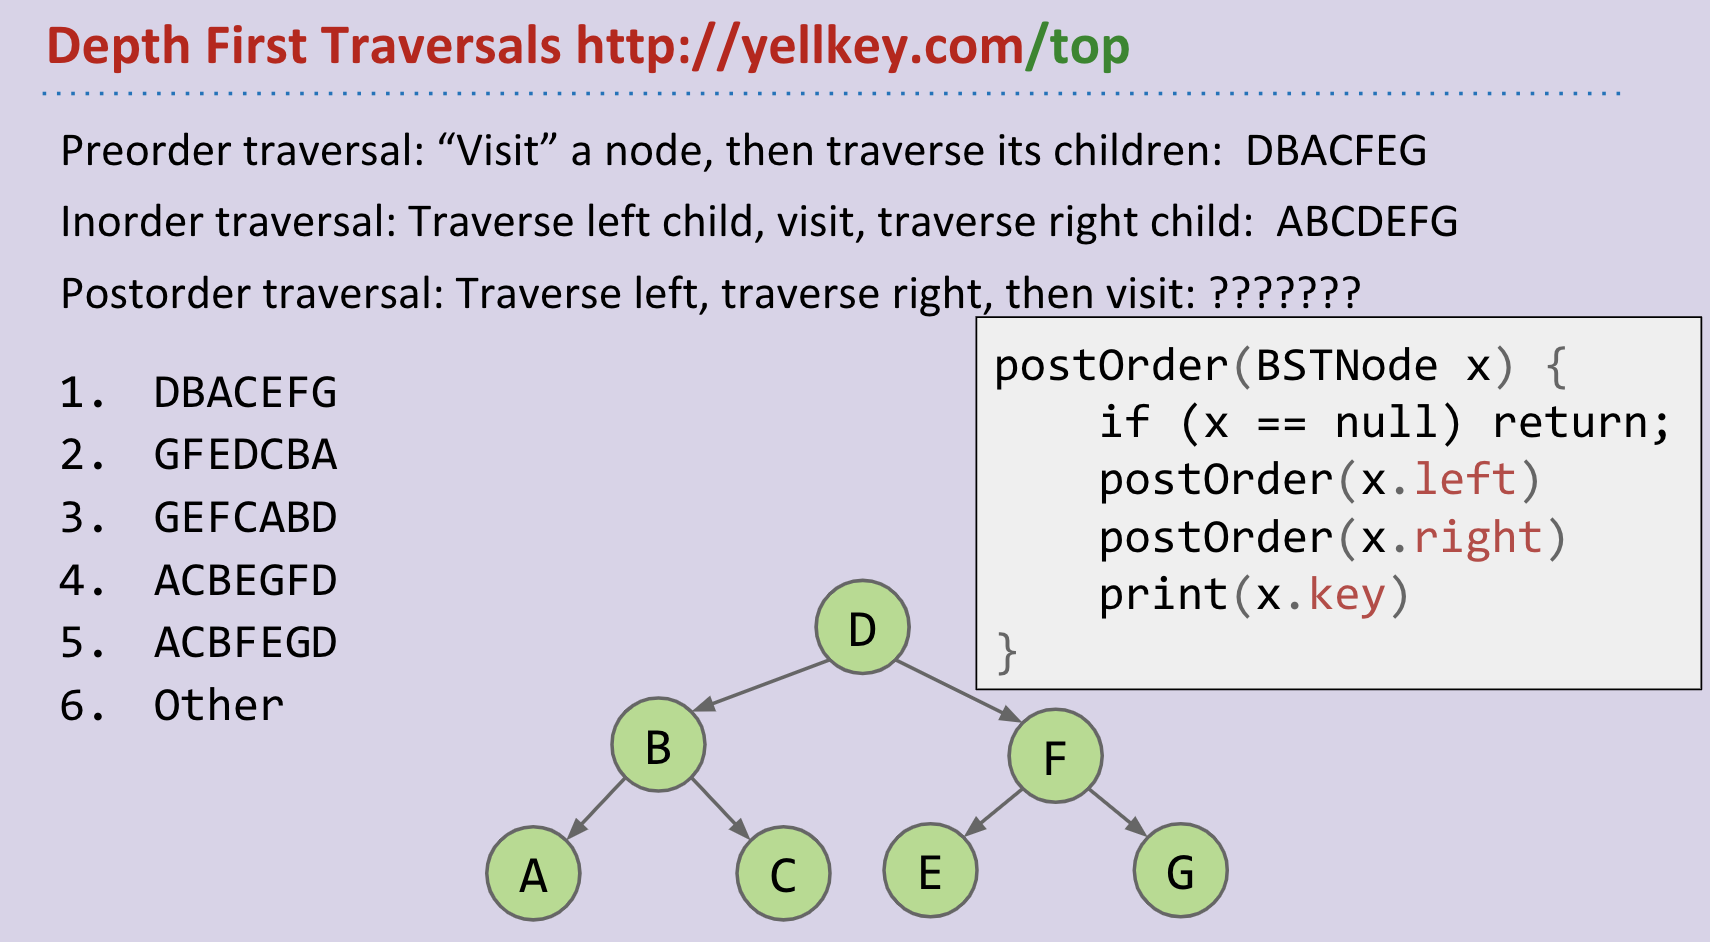 Depth First Traversals http://yellkey.com/top
Preorder traversal: “Visit” a node, then traverse its children: DBACFEG
Inorder traversal: Traverse left child, visit, traverse right child: ABCDEFG
Postorder traversal: Traverse left, traverse right, then visit: ???????
1. DBACEFG
2. GFEDCBA
3. GEFCABD
4. ACBEGFD
5. ACBFEGD
6. Other
postOrder(BSTNode x) {
    if (x == null) return;
    postOrder(x.left)
    postOrder(x.right)
    print(x.key)
}
D
B F
A C E G